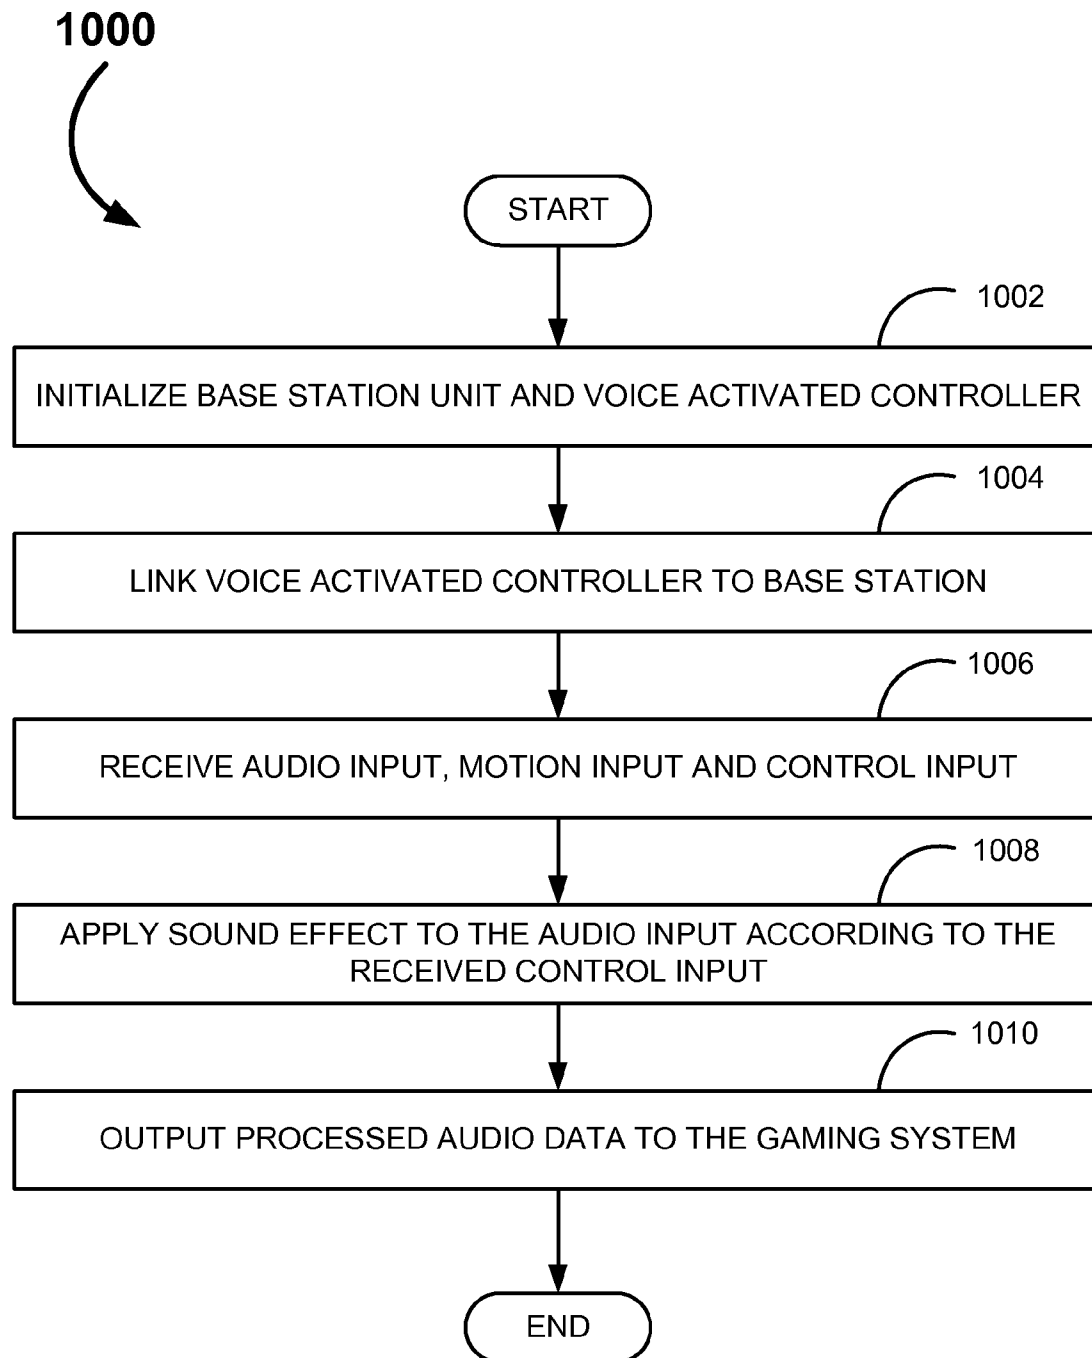 1000
START
1002
INITIALIZE BASE STATION UNIT AND VOICE ACTIVATED CONTROLLER
1004
LINK VOICE ACTIVATED CONTROLLER TO BASE STATION
1006
RECEIVE AUDIO INPUT, MOTION INPUT AND CONTROL INPUT
1008
APPLY SOUND EFFECT TO THE AUDIO INPUT ACCORDING TO THE
RECEIVED CONTROL INPUT
1010
OUTPUT PROCESSED AUDIO DATA TO THE GAMING SYSTEM
END